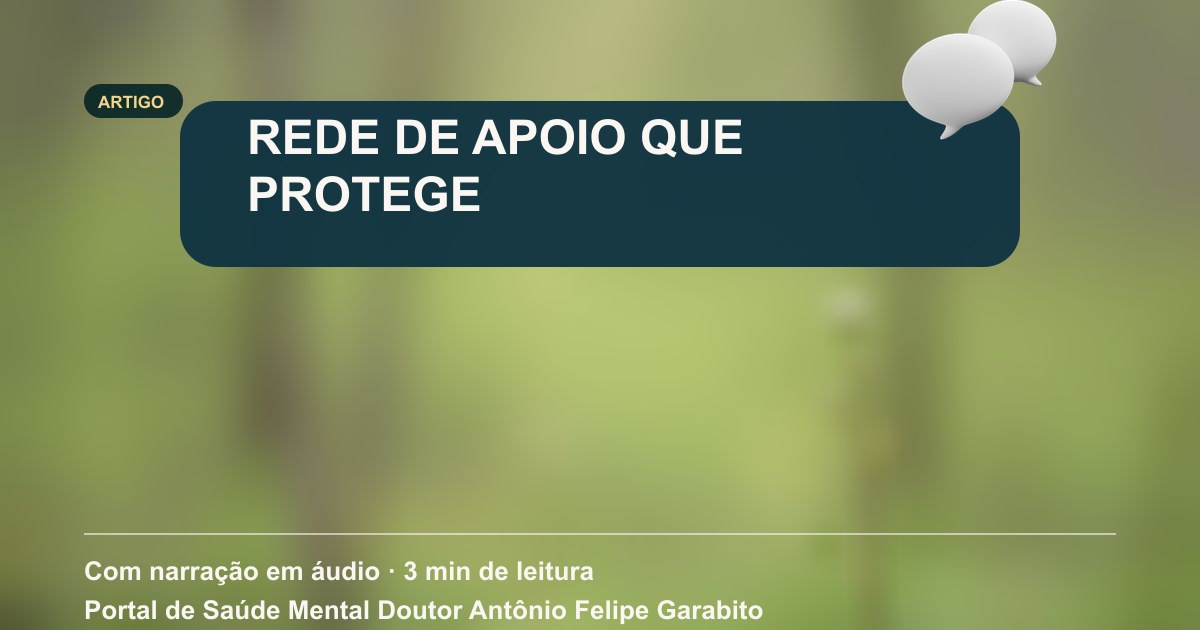 ARTIGO
REDE DE APOIO QUE
PROTEGE
Com narração em áudio · 3 min de leitura
Portal de Saúde Mental Doutor Antônio Felipe Garabito